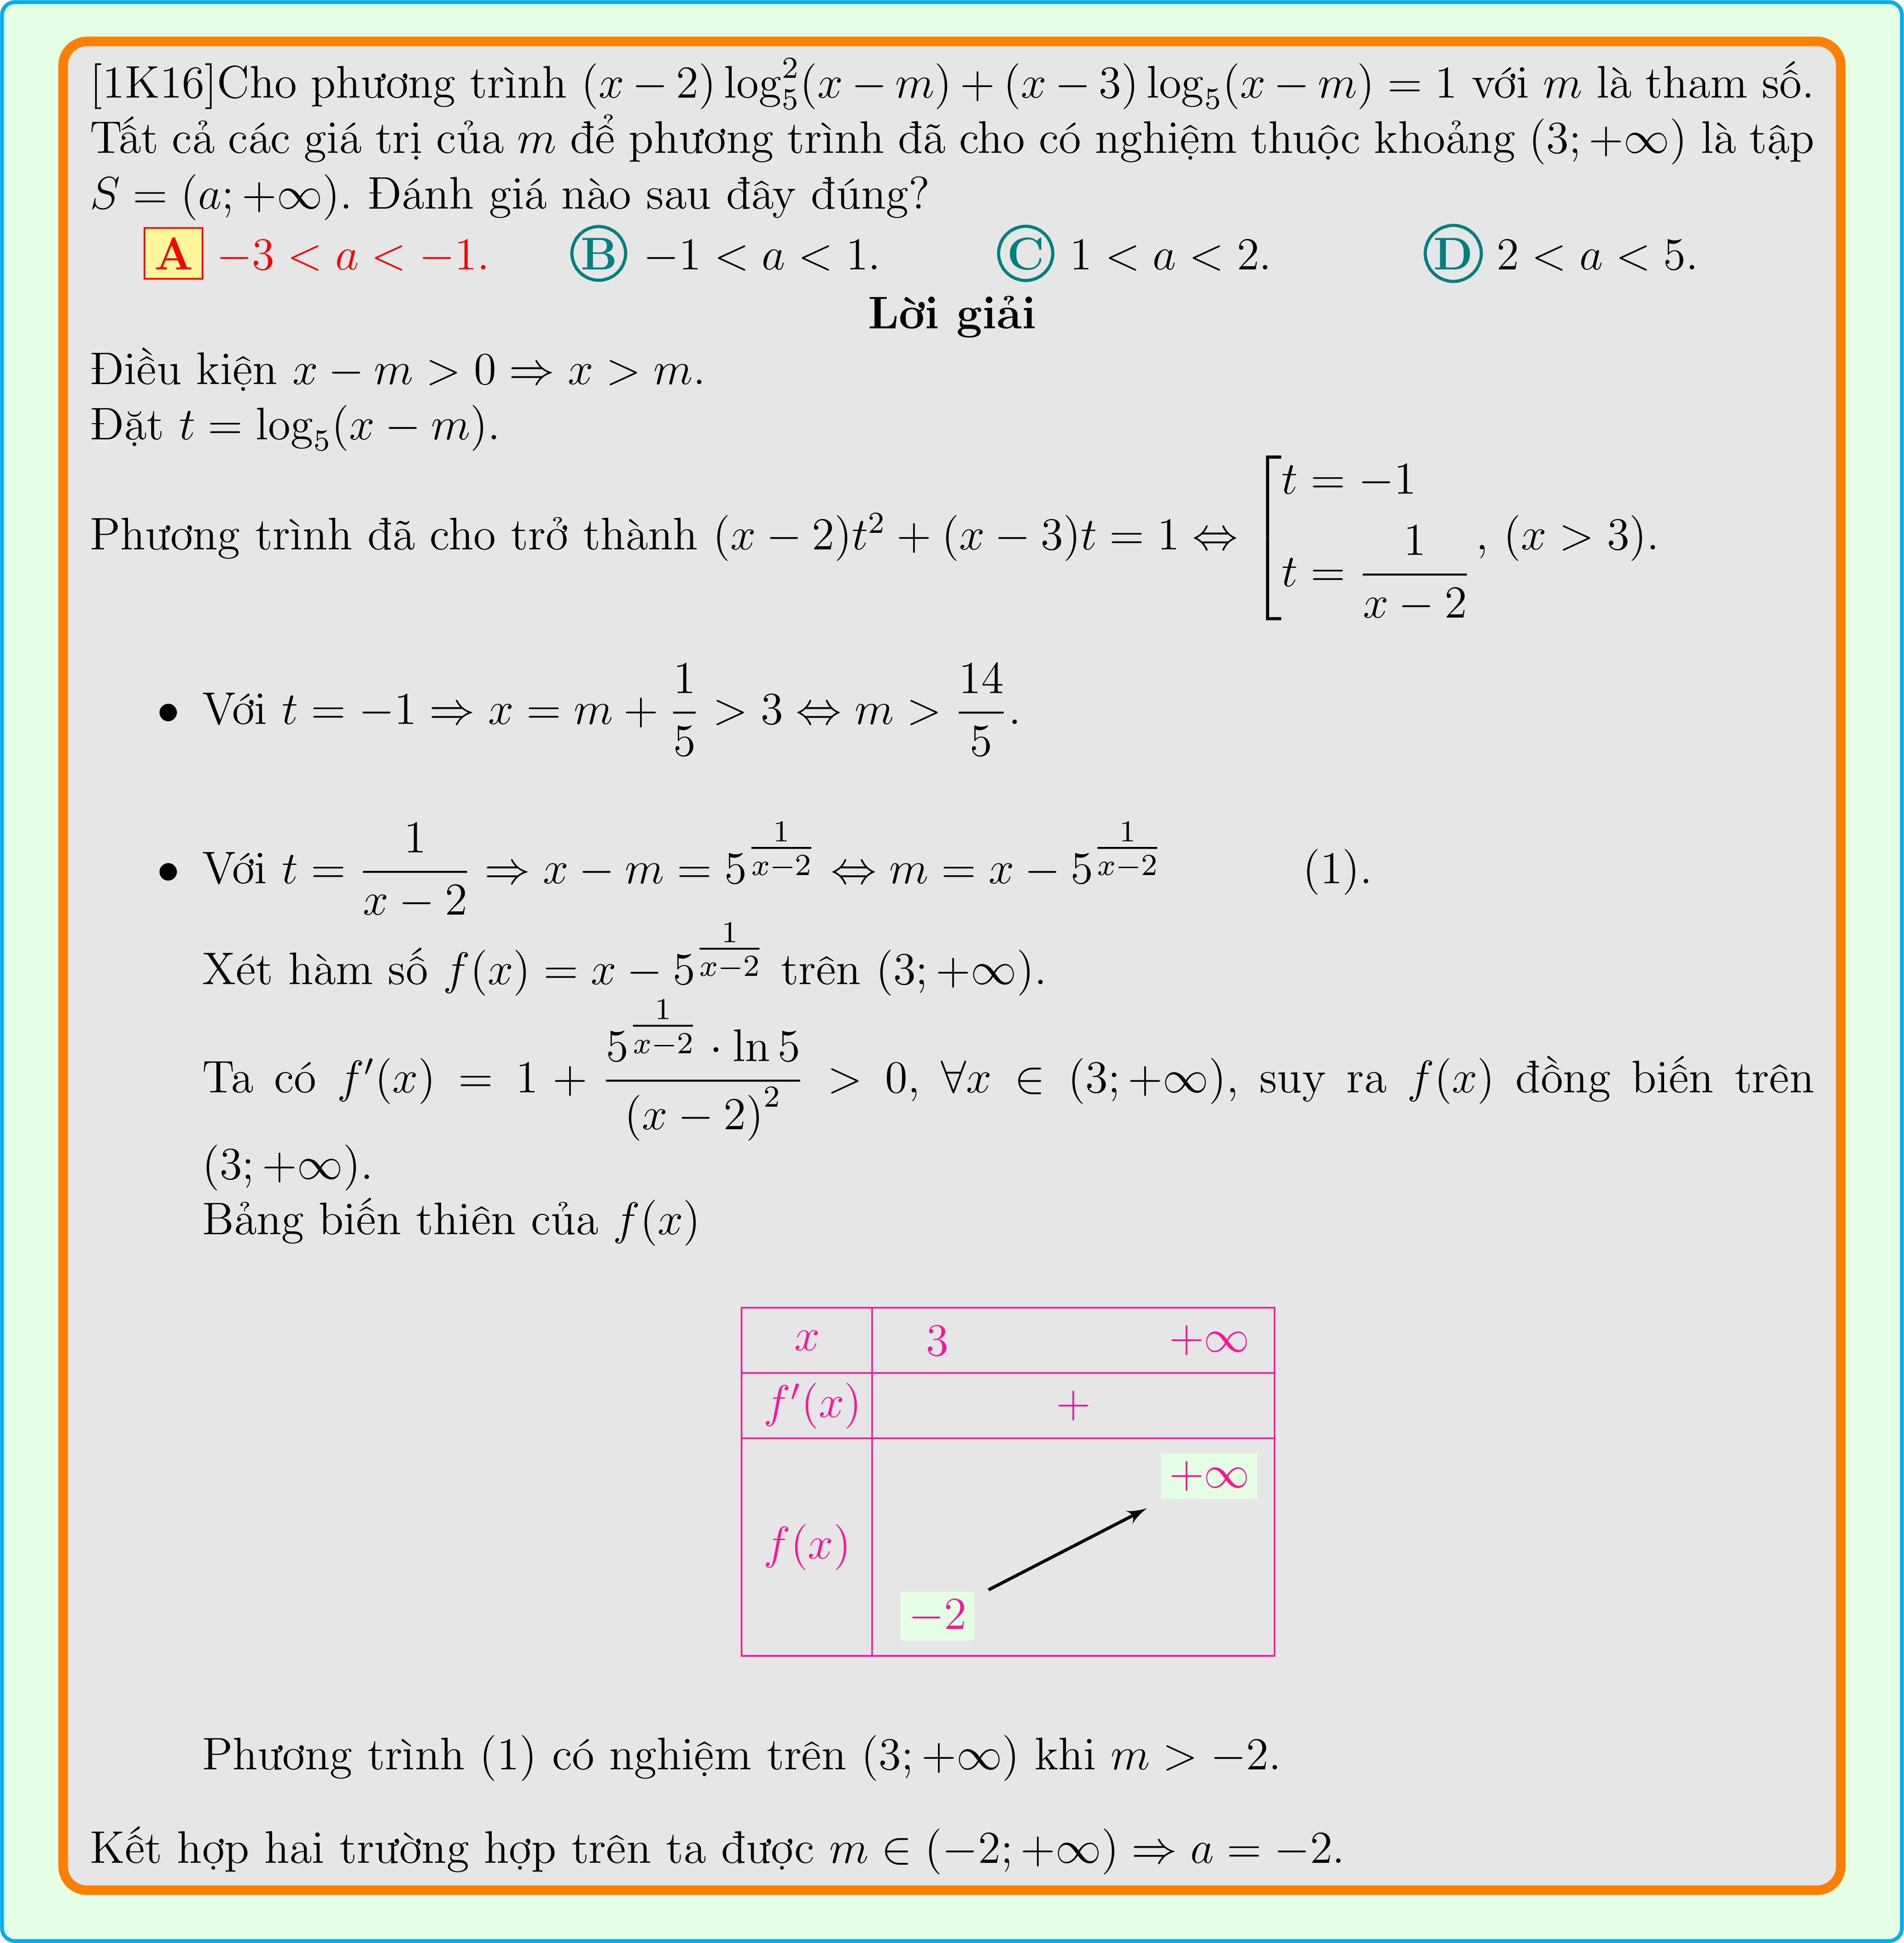 [1K16]Cho phương trình $(x-2)\log_5^2(x-m)+(x-3)\log_5(x-m)=1$ với $m$ là tham số.
Tất cả các giá trị của $m$ để phương trình đã cho có nghiệm thuộc khoảng $(3;+\infty)$ là tập
$S=(a;+\infty)$. Đánh giá nào sau đây đúng?
A $-3<a<-1$. B $-1<a<1$. C $1<a<2$. D $2<a<5$.
Lời giải
Điều kiện $x-m>0 \Rightarrow x>m$.
Đặt $t=\log_5(x-m)$.
Phương trình đã cho trở thành $(x-2)t^2+(x-3)t=1 \Leftrightarrow \left[\begin{array}{l} t=-1 \\ t=\dfrac{1}{x-2} \end{array}\right.$, $(x>3)$.
• Với $t=-1 \Rightarrow x=m+\dfrac{1}{5}>3 \Leftrightarrow m>\dfrac{14}{5}$.
• Với $t=\dfrac{1}{x-2} \Rightarrow x-m=5^{\frac{1}{x-2}} \Leftrightarrow m=x-5^{\frac{1}{x-2}}$ (1).
Xét hàm số $f(x)=x-5^{\frac{1}{x-2}}$ trên $(3;+\infty)$.
Ta có $f'(x)=1+\dfrac{5^{\frac{1}{x-2}}\cdot\ln 5}{(x-2)^2}>0, \forall x\in(3;+\infty)$, suy ra $f(x)$ đồng biến trên
$(3;+\infty)$.
Bảng biến thiên của $f(x)$
$x$ $3$ $+\infty$
$f'(x)$ $+$
$+\infty$
$f(x)$
$-2$
Phương trình (1) có nghiệm trên $(3;+\infty)$ khi $m>-2$.
Kết hợp hai trường hợp trên ta được $m\in(-2;+\infty) \Rightarrow a=-2$.